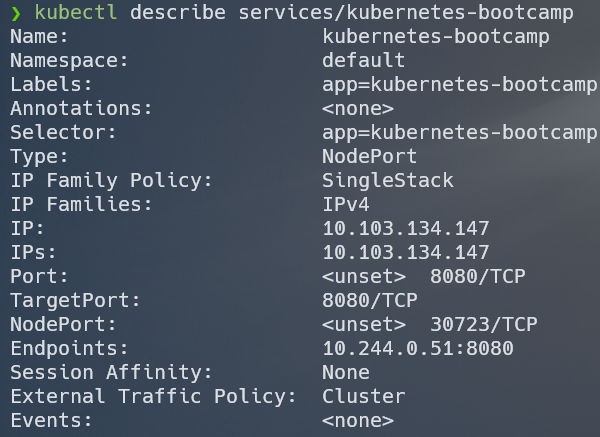 ❯ kubectl describe services/kubernetes-bootcamp
Name:                     kubernetes-bootcamp
Namespace:                default
Labels:                   app=kubernetes-bootcamp
Annotations:              <none>
Selector:                 app=kubernetes-bootcamp
Type:                     NodePort
IP Family Policy:         SingleStack
IP Families:              IPv4
IP:                       10.103.134.147
IPs:                      10.103.134.147
Port:                     <unset>  8080/TCP
TargetPort:               8080/TCP
NodePort:                 <unset>  30723/TCP
Endpoints:                10.244.0.51:8080
Session Affinity:         None
External Traffic Policy:  Cluster
Events:                   <none>